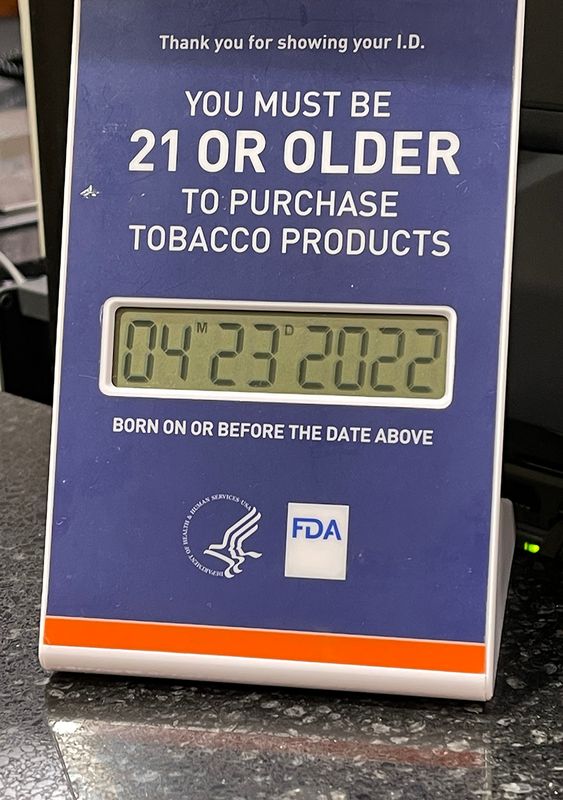 Thank you for showing your I.D.
YOU MUST BE
21 OR OLDER
TO PURCHASE
TOBACCO PRODUCTS
04 M 23 D 2022
BORN ON OR BEFORE THE DATE ABOVE
DEPARTMENT OF HEALTH & HUMAN SERVICES·USA
FDA